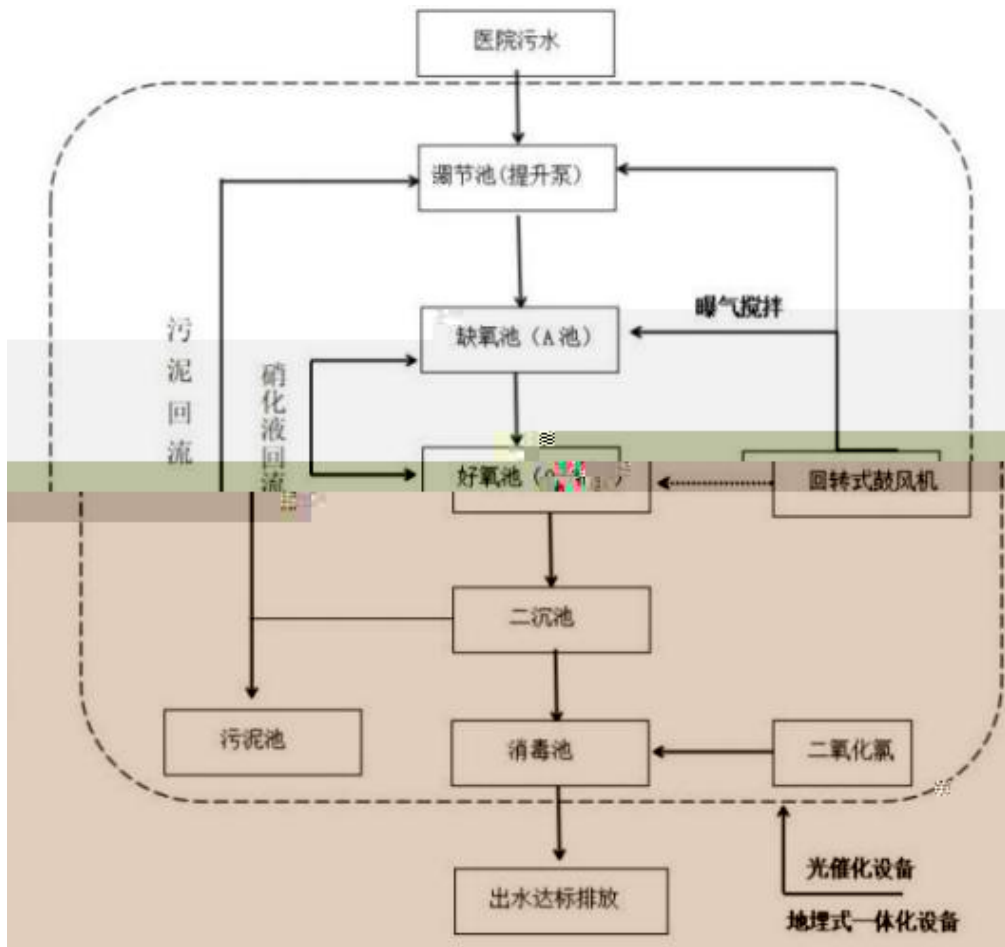 医院污水
调节池(提升泵)
曝气搅拌
缺氧池（A池）
污泥回流
硝化液回流
好氧池（
回转式鼓风机
二沉池
污泥池
消毒池
二氧化氯
光催化设备
出水达标排放
地埋式一体化设备